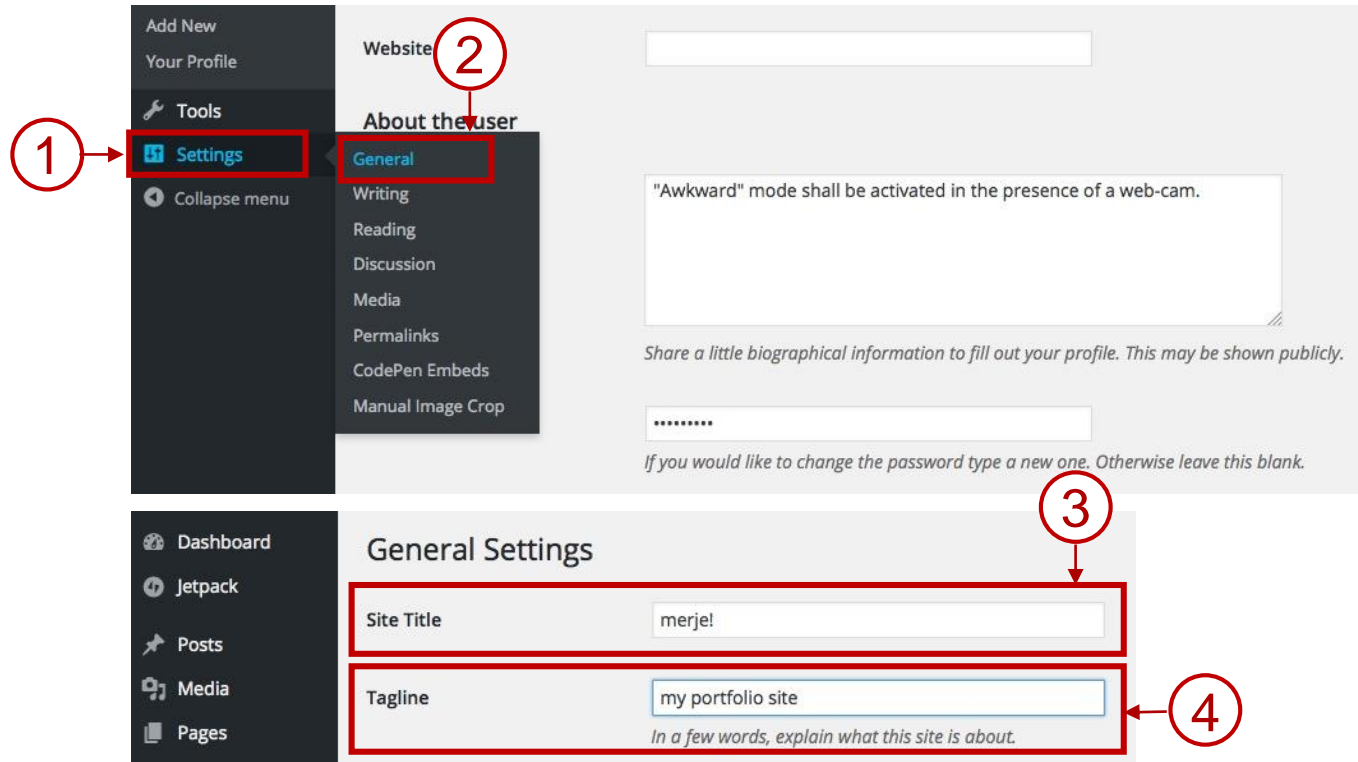 Add New
Your Profile
Website
2
Tools
About the user
1
Settings
General
Writing
Reading
Discussion
Media
Permalinks
CodePen Embeds
Manual Image Crop
Collapse menu
"Awkward" mode shall be activated in the presence of a web-cam.
Share a little biographical information to fill out your profile. This may be shown publicly.
•••••••••
If you would like to change the password type a new one. Otherwise leave this blank.
3
Dashboard
Jetpack
Posts
Media
Pages
General Settings
Site Title
merje!
Tagline
my portfolio site
In a few words, explain what this site is about.
4